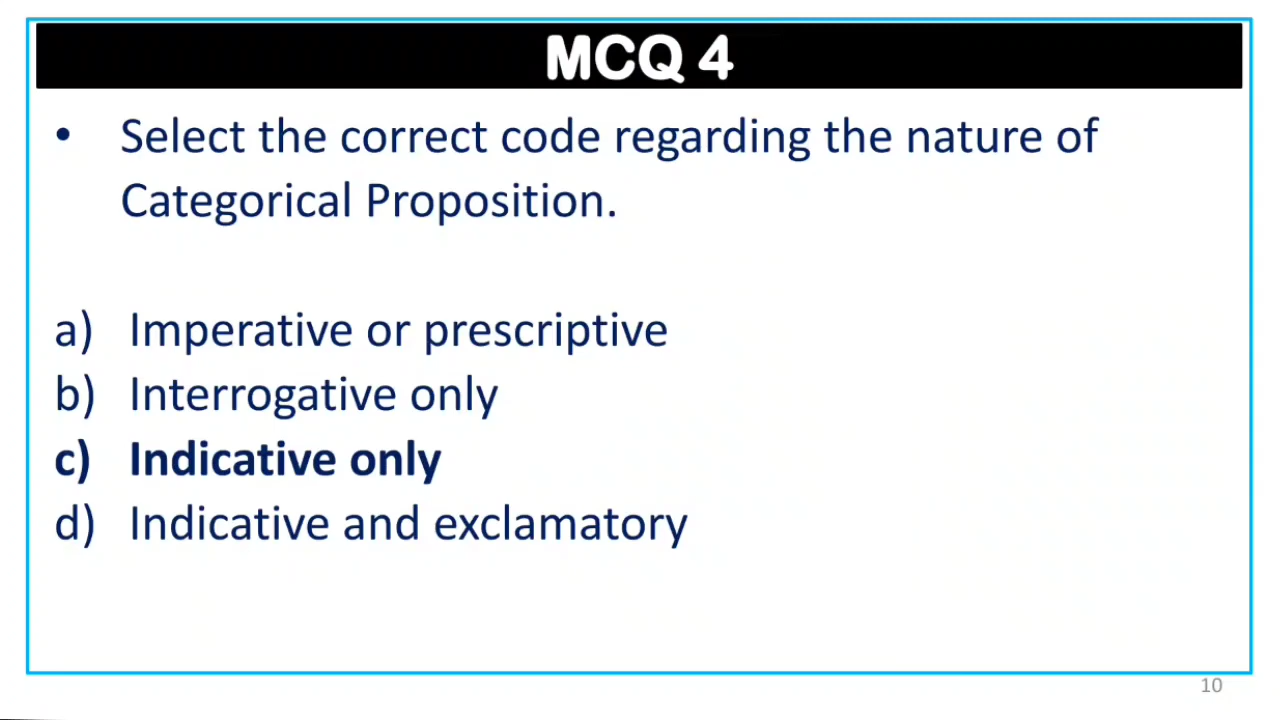 MCQ 4
• Select the correct code regarding the nature of
Categorical Proposition.
a) Imperative or prescriptive
b) Interrogative only
c) Indicative only
d) Indicative and exclamatory
10